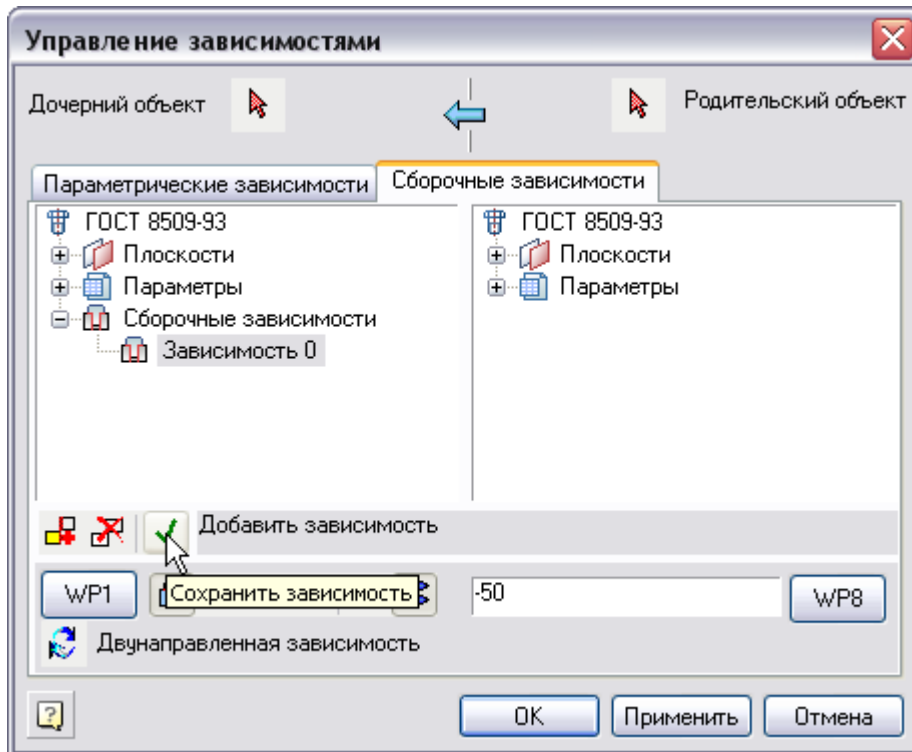 Управление зависимостями
Дочерний объект
Родительский объект
Параметрические зависимости
Сборочные зависимости
ГОСТ 8509-93
Плоскости
Параметры
Сборочные зависимости
Зависимость 0
ГОСТ 8509-93
Плоскости
Параметры
Добавить зависимость
WP1
Сохранить зависимость
-50
WP8
Двунаправленная зависимость
?
OK
Применить
Отмена